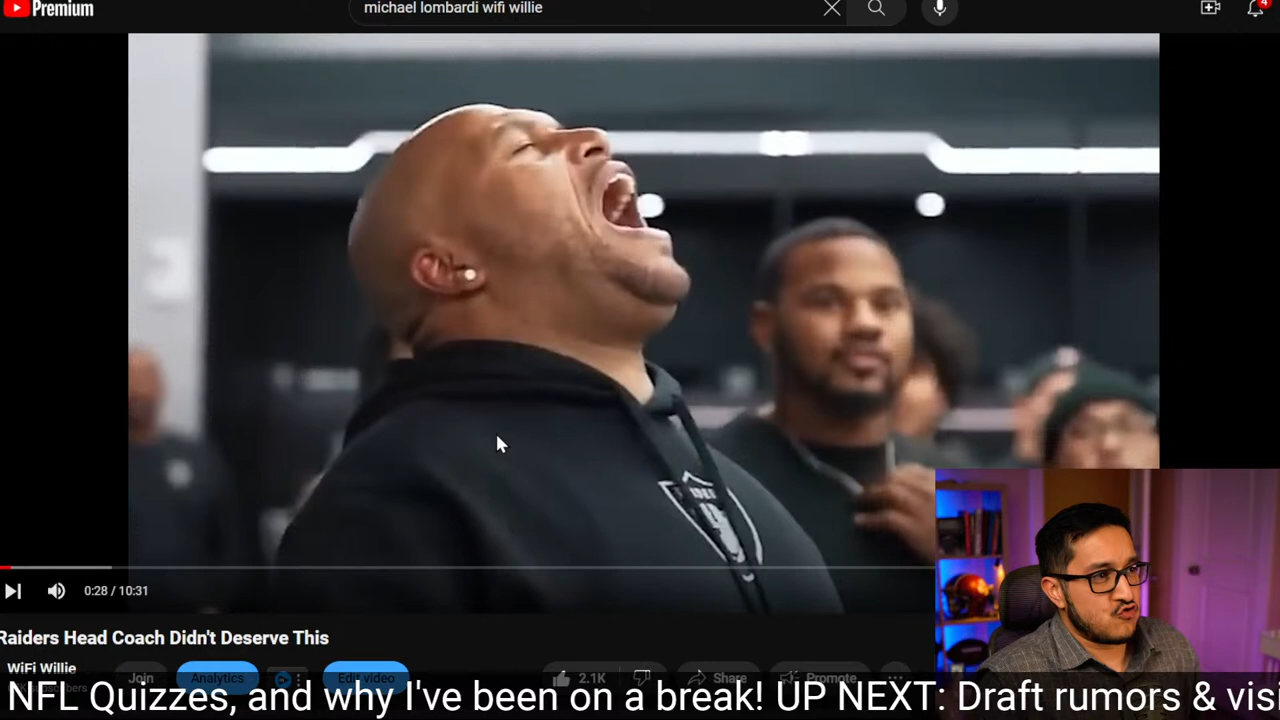 Premium
michael lombardi wifi willie
4
0:28 / 10:31
Raiders Head Coach Didn't Deserve This
WiFi Willie
Join
Analytics
Edit video
2.1K
Share
Promote
NFL Quizzes, and why I've been on a break! UP NEXT: Draft rumors & visi